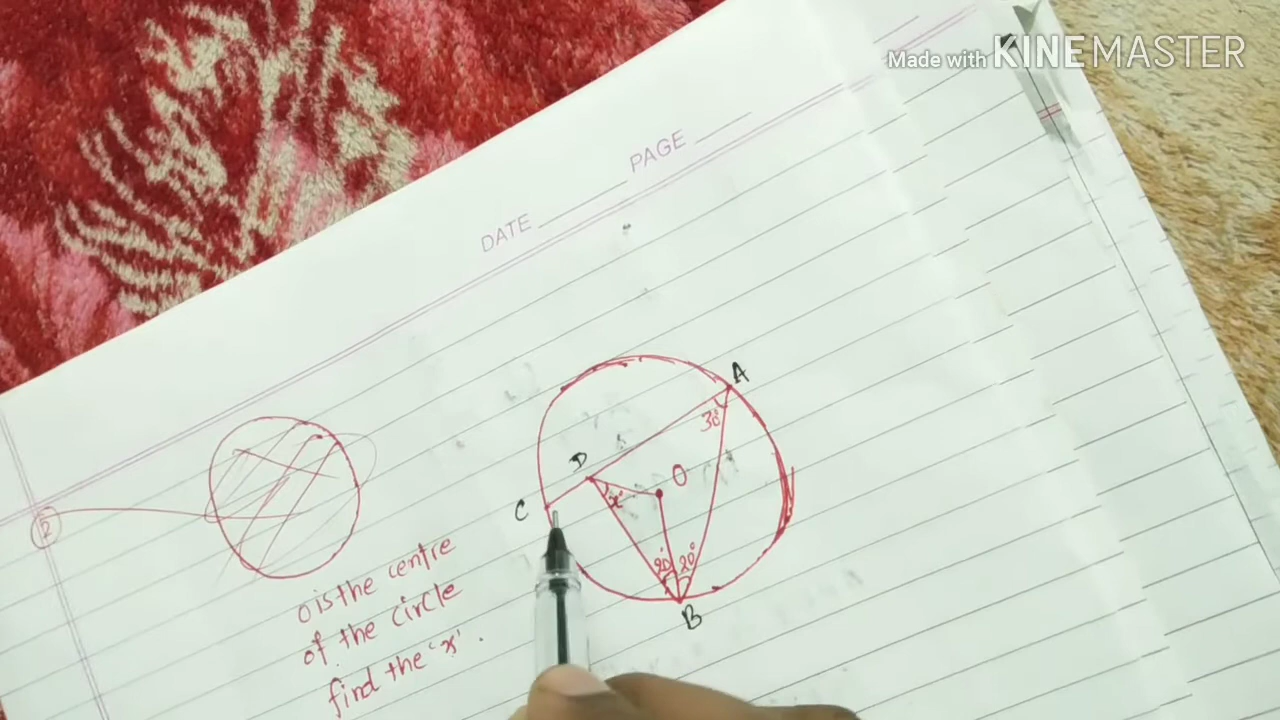 Made with KINEMASTER
PAGE
DATE
A
30°
D
O
x°
C
20° 20°
B
2
O is the centre
of the circle
find the 'x'.